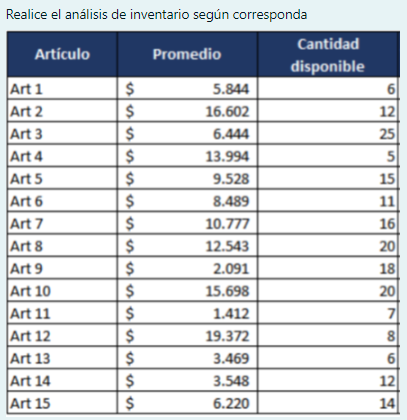 Realice el análisis de inventario según corresponda
Artículo Promedio Cantidad disponible
Art 1 $ 5.844 6
Art 2 $ 16.602 12
Art 3 $ 6.444 25
Art 4 $ 13.994 5
Art 5 $ 9.528 15
Art 6 $ 8.489 11
Art 7 $ 10.777 16
Art 8 $ 12.543 20
Art 9 $ 2.091 18
Art 10 $ 15.698 20
Art 11 $ 1.412 7
Art 12 $ 19.372 8
Art 13 $ 3.469 6
Art 14 $ 3.548 12
Art 15 $ 6.220 14